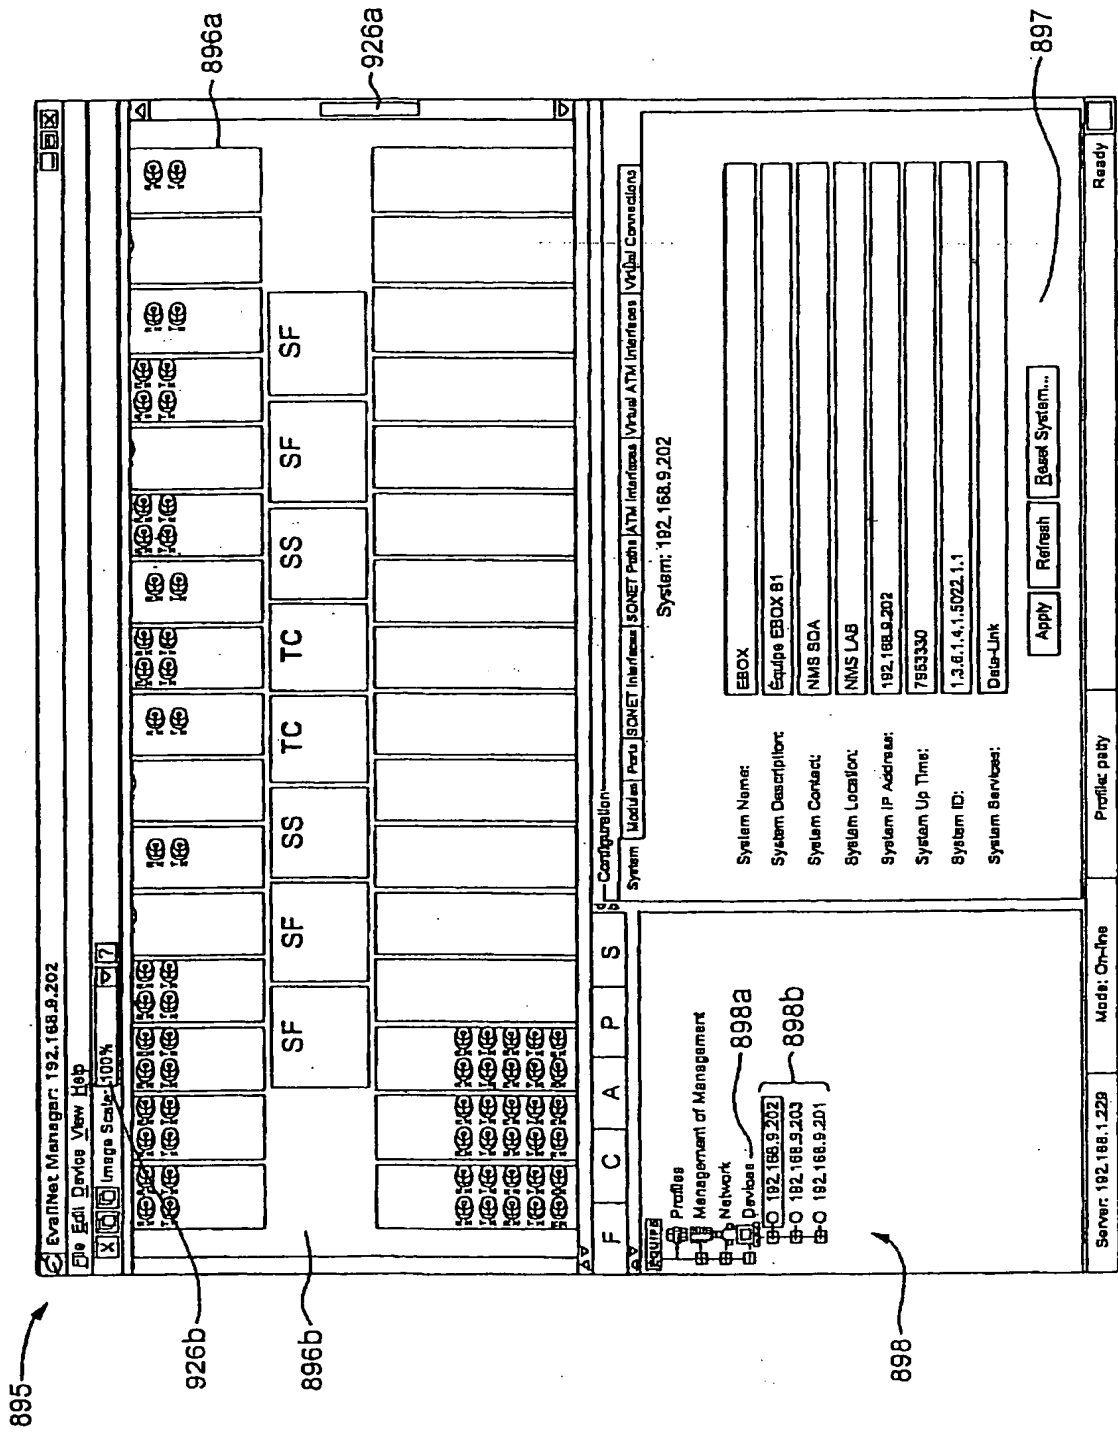 895
EvallNet Manager: 192.168.9.202
File Edit Device View Help
Image Scale: 100% ?
896a
926a
926b
896b
SF SF SS TC TC SS SF SF
F C A P S
EQUIPE
Profiles
Management of Management
Network
Devices
192.168.9.202
192.168.9.203
192.168.9.201
898a
898b
898
Configuration
System Modules Ports SONET Interfaces SONET Paths ATM Interfaces Virtual ATM Interfaces Virtual Connections
System: 192.168.9.202
System Name: EBOX
System Description: Equipe EBOX B1
System Contact: NMS SQA
System Location: NMS LAB
System IP Address: 192.168.9.202
System Up Time: 7953330
System ID: 1.3.6.1.4.1.5022.1.1
System Services: Data-Link
Apply Refresh Reset System...
897
Server: 192.168.1.229 Mode: On-line Profile: patty Ready